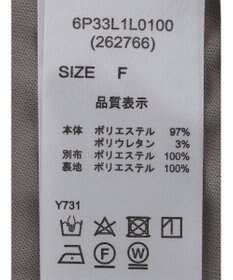 6P33L1L0100
(262766)
SIZE F
品質表示
本体 ポリエステル 97%
ポリウレタン 3%
別布 ポリエステル 100%
裏地 ポリエステル 100%
Y731
F W